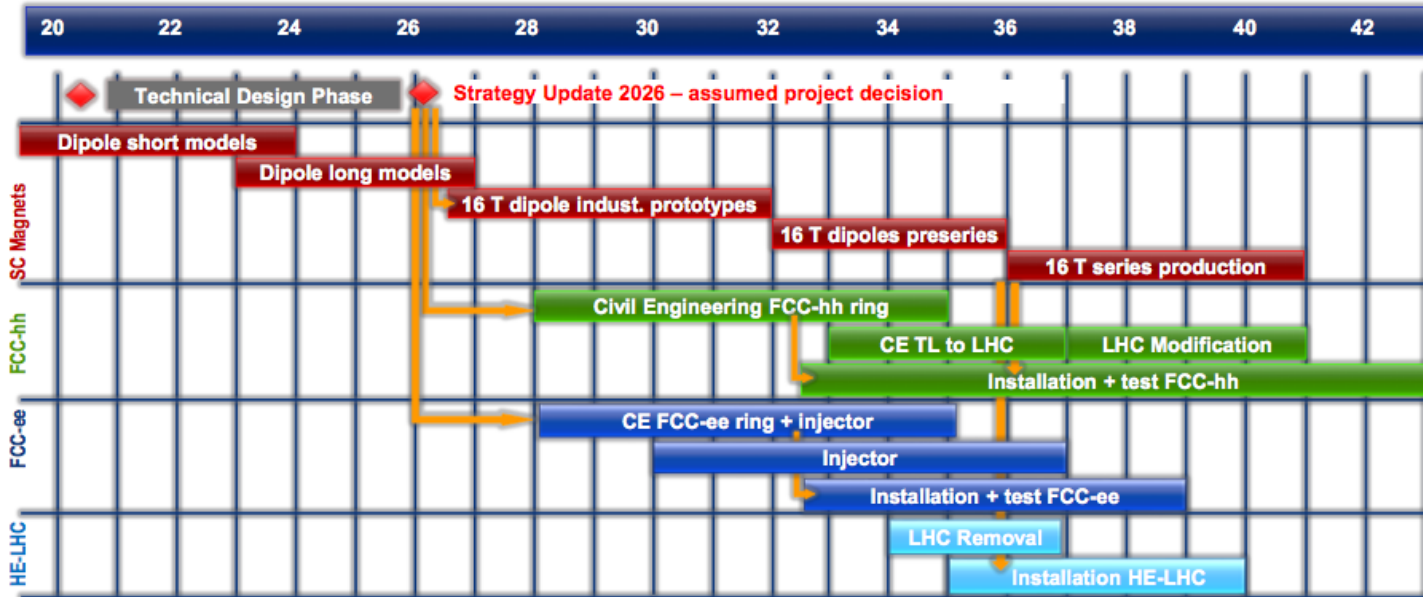 20 22 24 26 28 30 32 34 36 38 40 42
Technical Design Phase
Strategy Update 2026 – assumed project decision
SC Magnets
Dipole short models
Dipole long models
16 T dipole indust. prototypes
16 T dipoles preseries
16 T series production
FCC-hh
Civil Engineering FCC-hh ring
CE TL to LHC
LHC Modification
Installation + test FCC-hh
FCC-ee
CE FCC-ee ring + injector
Injector
Installation + test FCC-ee
HE-LHC
LHC Removal
Installation HE-LHC